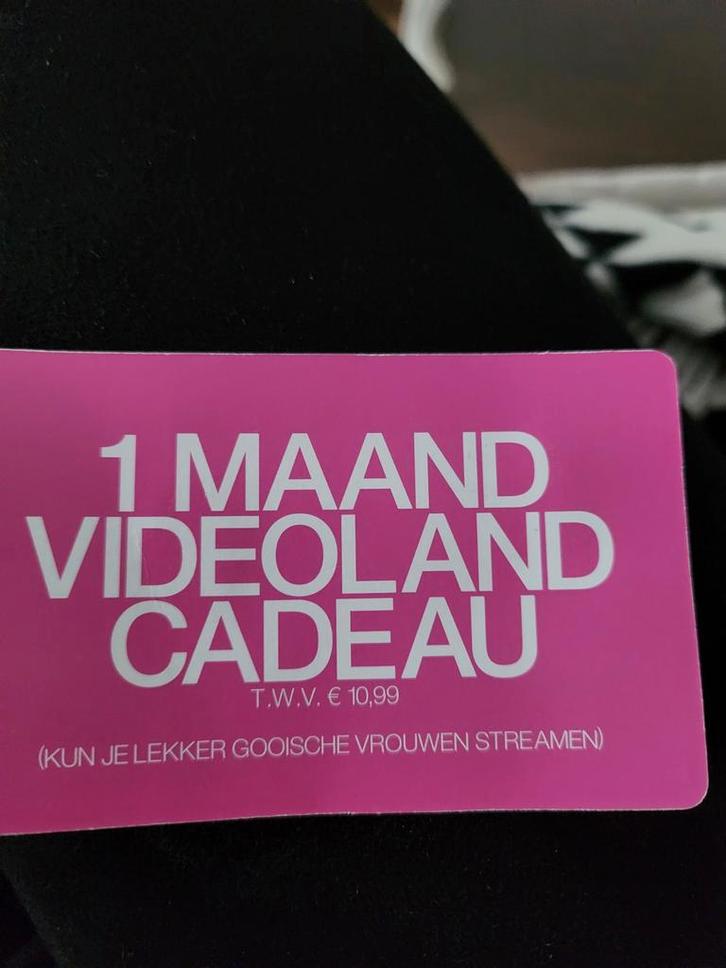 1 MAAND
VIDEOLAND
CADEAU
T.W.V. € 10,99
(KUN JE LEKKER GOOISCHE VROUWEN STREAMEN)